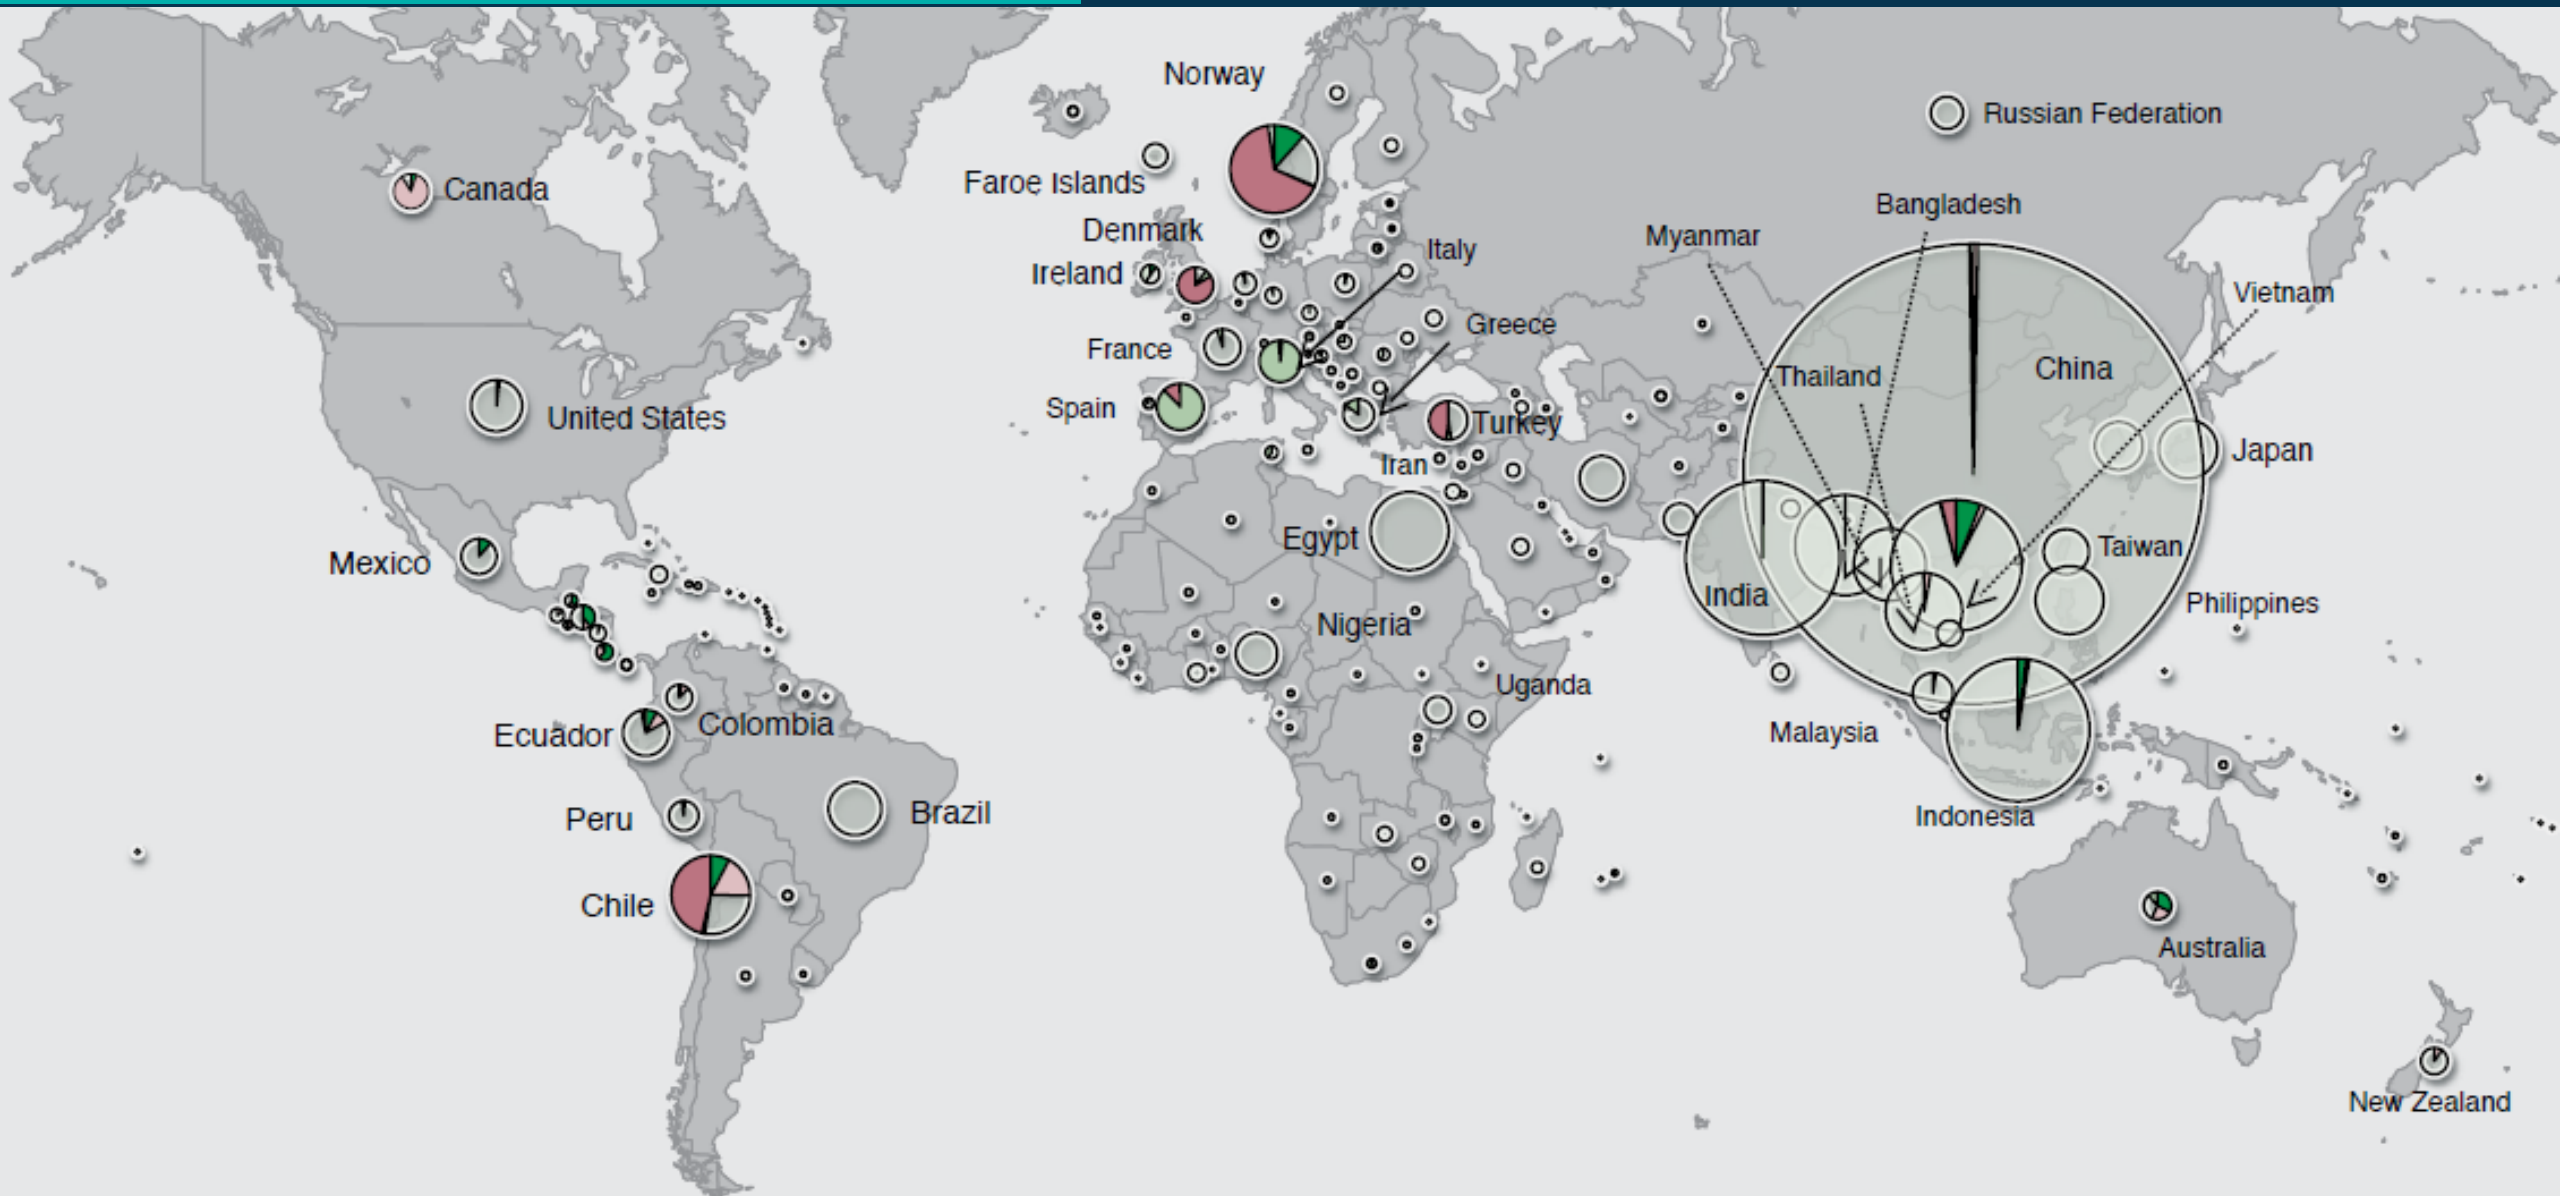 Norway
Russian Federation
Faroe Islands
Canada
Bangladesh
Denmark
Myanmar
Italy
Ireland
Vietnam
Greece
France
China
Thailand
Spain
United States
Turkey
Japan
Iran
Egypt
Taiwan
Mexico
India
Philippines
Nigeria
Uganda
Colombia
Ecuador
Malaysia
Brazil
Peru
Indonesia
Chile
Australia
New Zealand